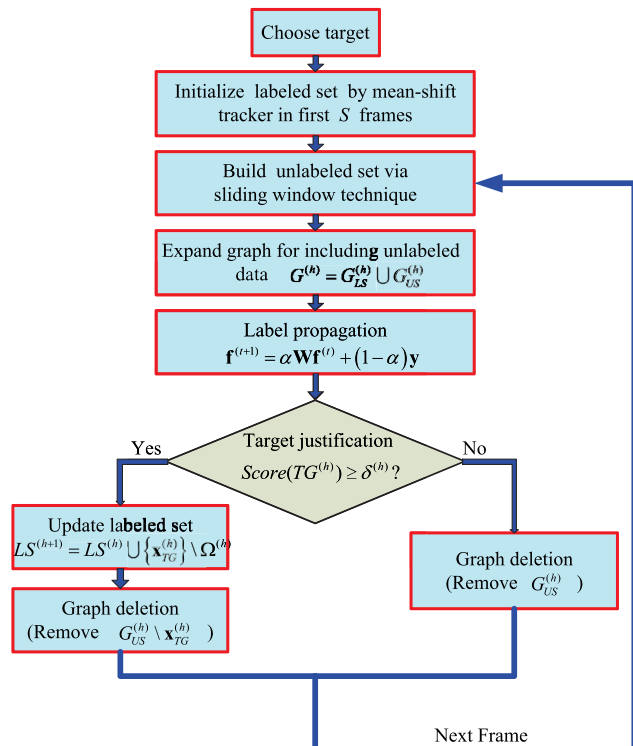 Choose target
Initialize labeled set by mean-shift
tracker in first S frames
Build unlabeled set via
sliding window technique
Expand graph for includingg unlabeled
data G^(h) = G_LS^(h) ∪ G_US^(h)
Label propagation
f^(t+1) = αWf^(t) + (1−α)y
Target justification
Score(TG^(h)) ≥ δ^(h) ?
Yes
No
Update labeled set
LS^(h+1) = LS^(h) ∪ {x_TG^(h)} \ Ω^(h)
Graph deletion
(Remove G_US^(h) \ x_TG^(h) )
Graph deletion
(Remove G_US^(h) )
Next Frame